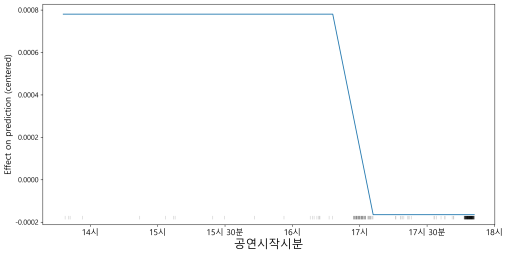 Effect on prediction (centered)
0.0008
0.0006
0.0004
0.0002
0.0000
-0.0002
14시
15시
15시 30분
16시
17시
17시 30분
18시
공연시작시분